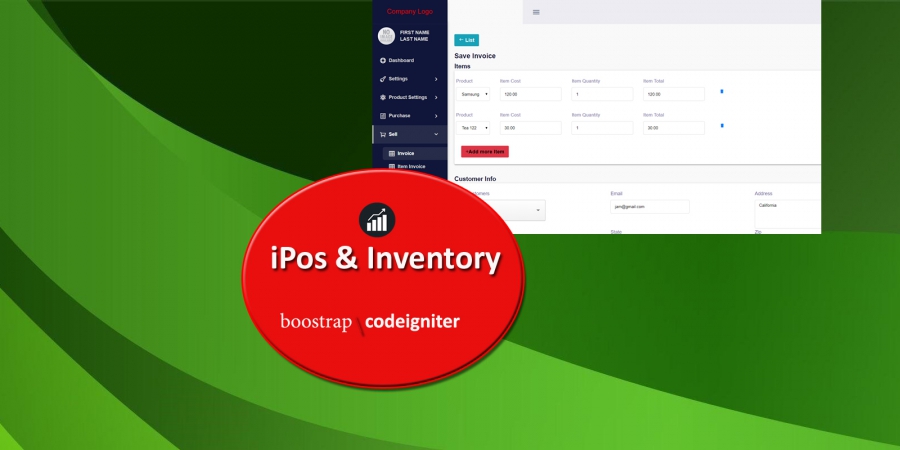 Company Logo
FIRST NAME
LAST NAME
Dashboard
Settings
Product Settings
Purchase
Sell
Invoice
Item Invoice
← List
Save Invoice
Items
Product Item Cost Item Quantity Item Total
Samsung 120.00 1 120.00
Product Item Cost Item Quantity Item Total
Tea 122 30.00 1 30.00
+Add more item
Customer Info
Email Address
jam@gmail.com California
State Zip
iPos & Inventory
boostrap \ codeigniter